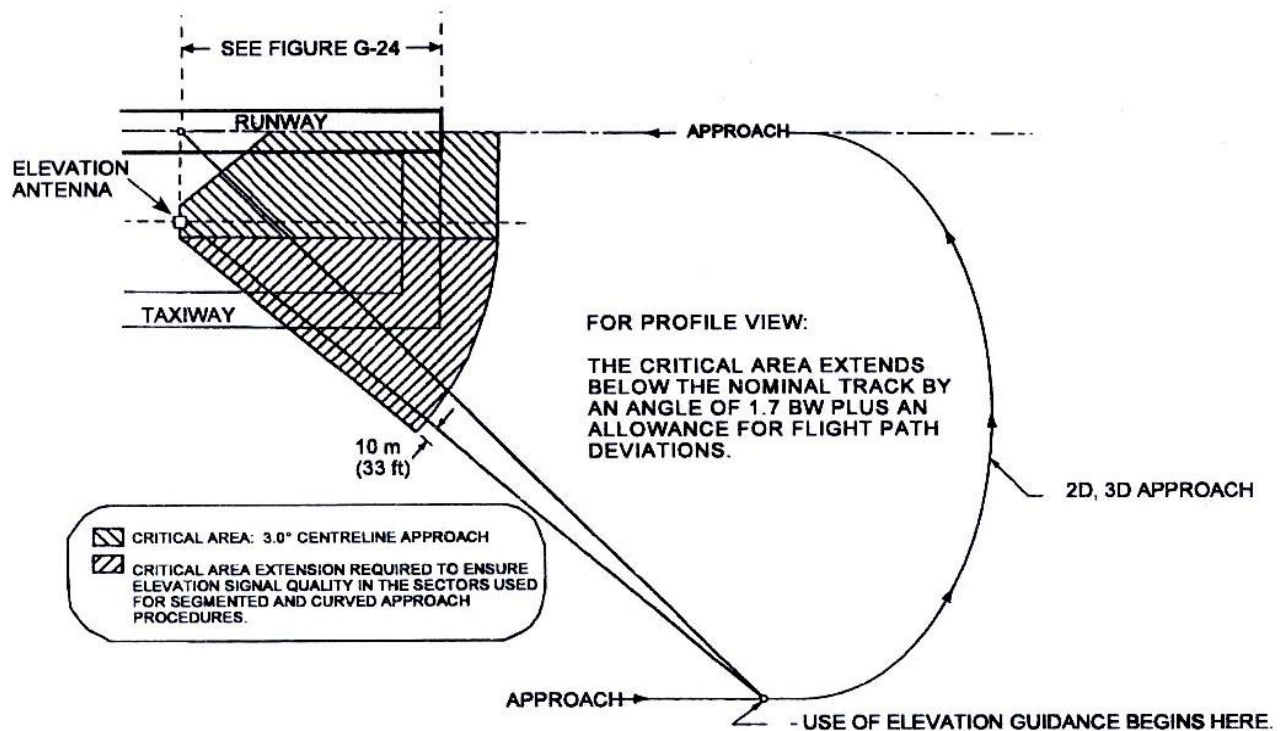 SEE FIGURE G-24
RUNWAY
APPROACH
ELEVATION
ANTENNA
TAXIWAY
FOR PROFILE VIEW:
THE CRITICAL AREA EXTENDS
BELOW THE NOMINAL TRACK BY
AN ANGLE OF 1.7 BW PLUS AN
ALLOWANCE FOR FLIGHT PATH
DEVIATIONS.
10 m
(33 ft)
2D, 3D APPROACH
CRITICAL AREA: 3.0° CENTRELINE APPROACH
CRITICAL AREA EXTENSION REQUIRED TO ENSURE
ELEVATION SIGNAL QUALITY IN THE SECTORS USED
FOR SEGMENTED AND CURVED APPROACH
PROCEDURES.
APPROACH
- USE OF ELEVATION GUIDANCE BEGINS HERE.